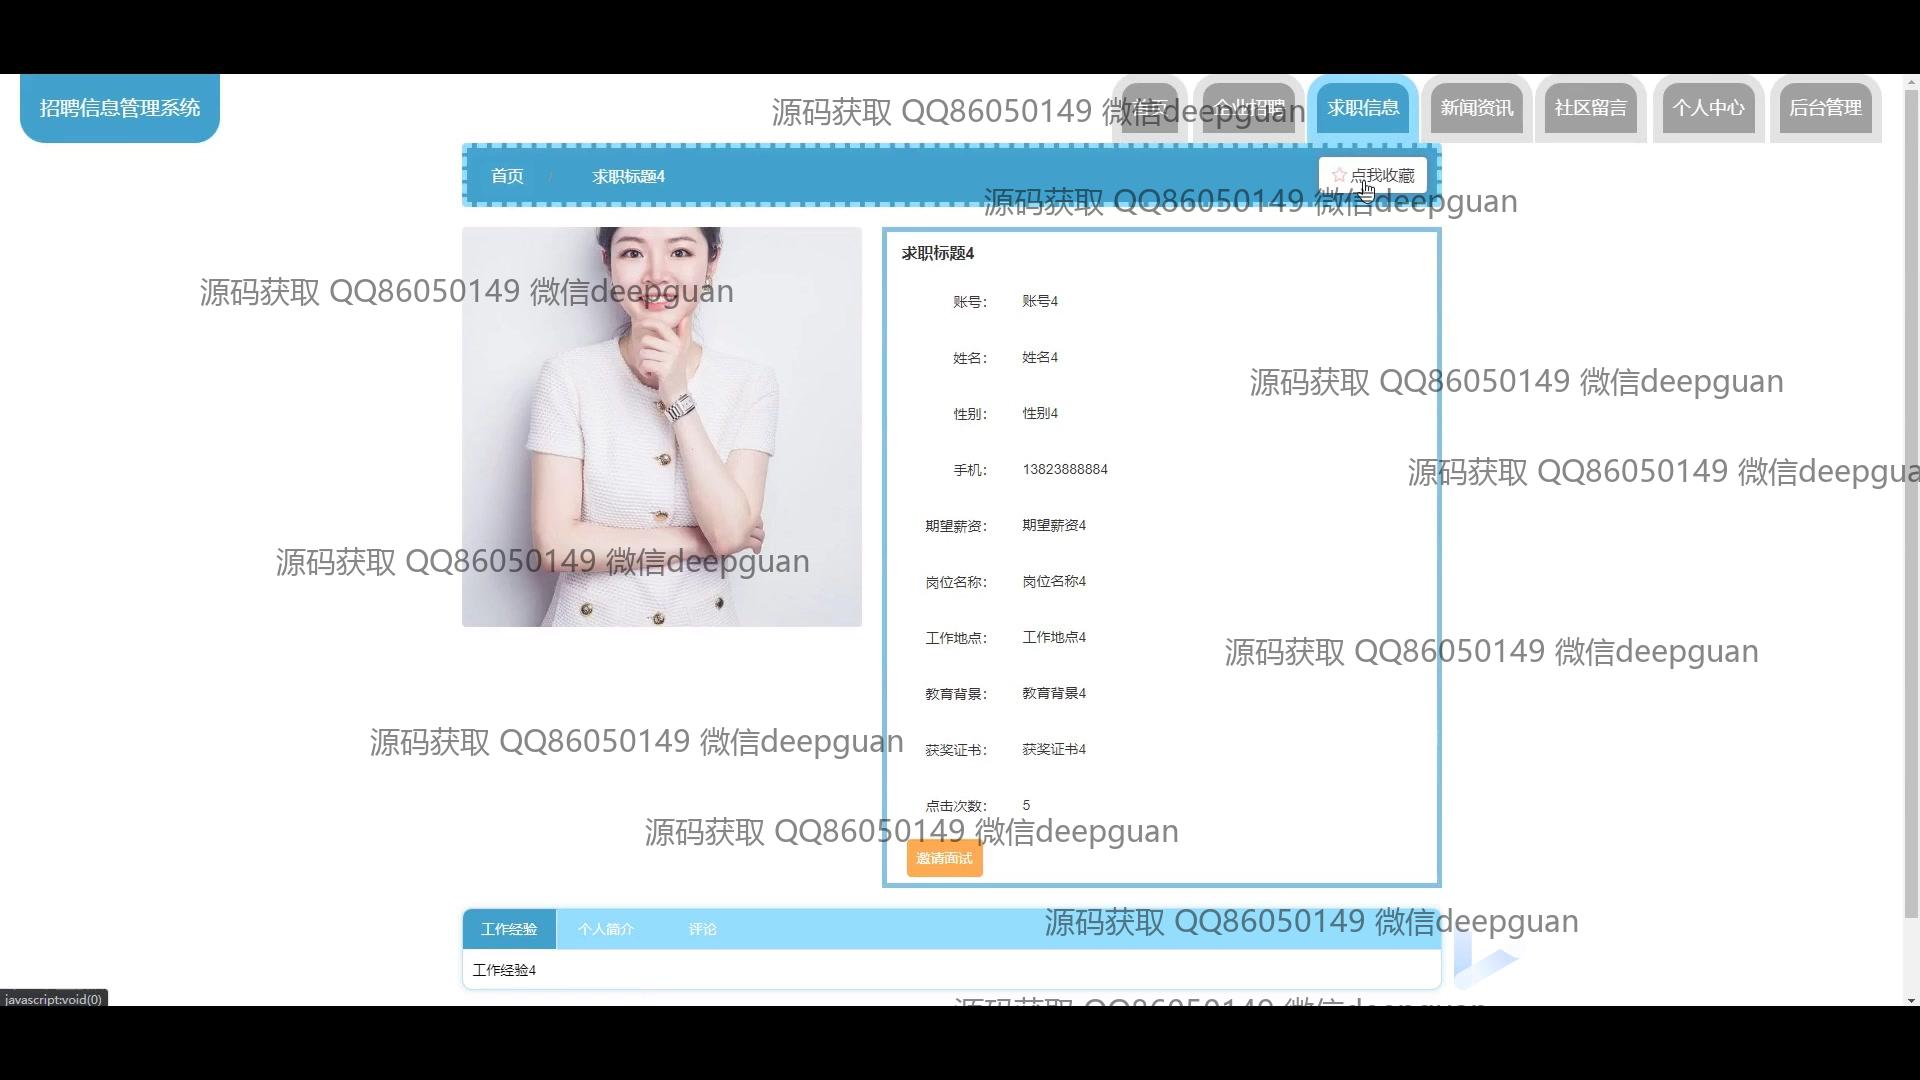 招聘信息管理系统
首页
企业招聘
求职信息
新闻资讯
社区留言
个人中心
后台管理
源码获取 QQ86050149 微信deepguan
首页 / 求职标题4
点我收藏
源码获取 QQ86050149 微信deepguan
求职标题4
源码获取 QQ86050149 微信deepguan
账号： 账号4
姓名： 姓名4
源码获取 QQ86050149 微信deepguan
性别： 性别4
手机： 13823888884
源码获取 QQ86050149 微信deepgua
期望薪资： 期望薪资4
源码获取 QQ86050149 微信deepguan
岗位名称： 岗位名称4
工作地点： 工作地点4
源码获取 QQ86050149 微信deepguan
教育背景： 教育背景4
源码获取 QQ86050149 微信deepguan
获奖证书： 获奖证书4
点击次数： 5
源码获取 QQ86050149 微信deepguan
邀请面试
源码获取 QQ86050149 微信deepguan
工作经验 个人简介 评论
工作经验4
javascript:void(0)
源码获取 QQ86050149 微信deepguan